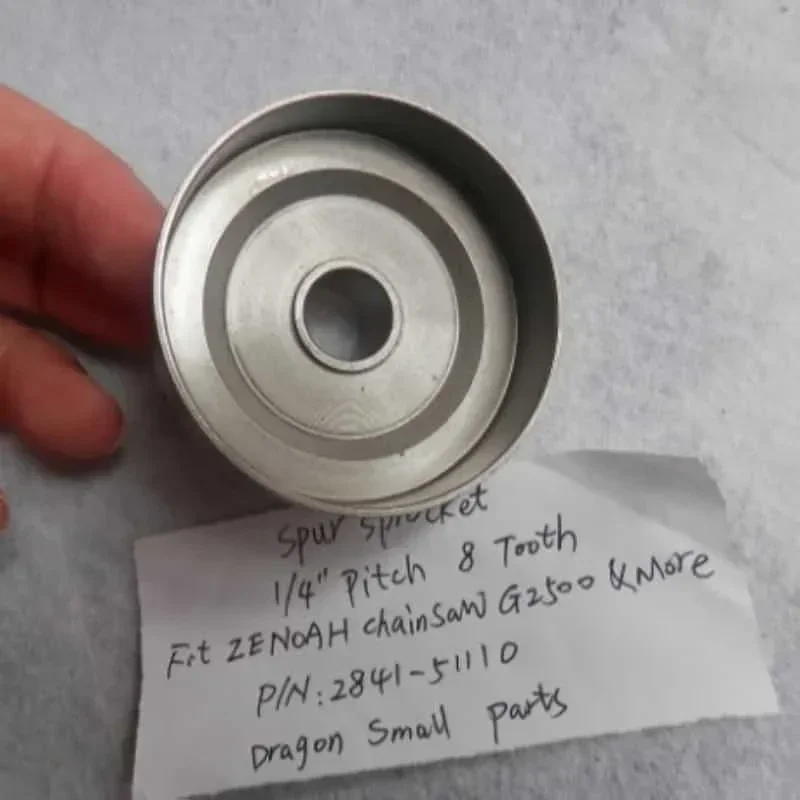 Spur Sprocket
1/4" Pitch 8 Tooth
Fit ZENOAH chainsaw G2500 & More
P/N: 2841-51110
Dragon Small Parts